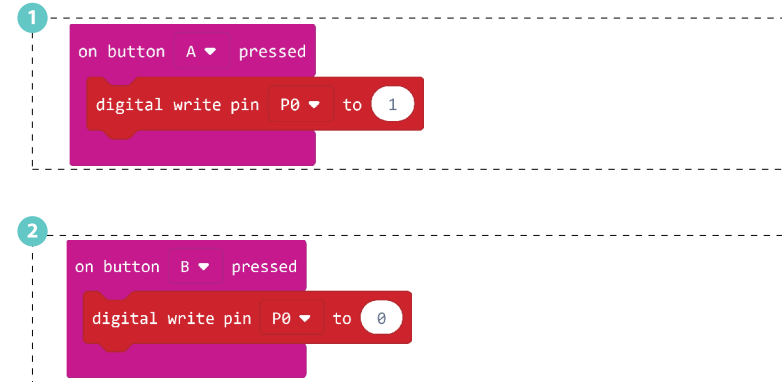 1
on button A pressed
digital write pin P0 to 1
2
on button B pressed
digital write pin P0 to 0